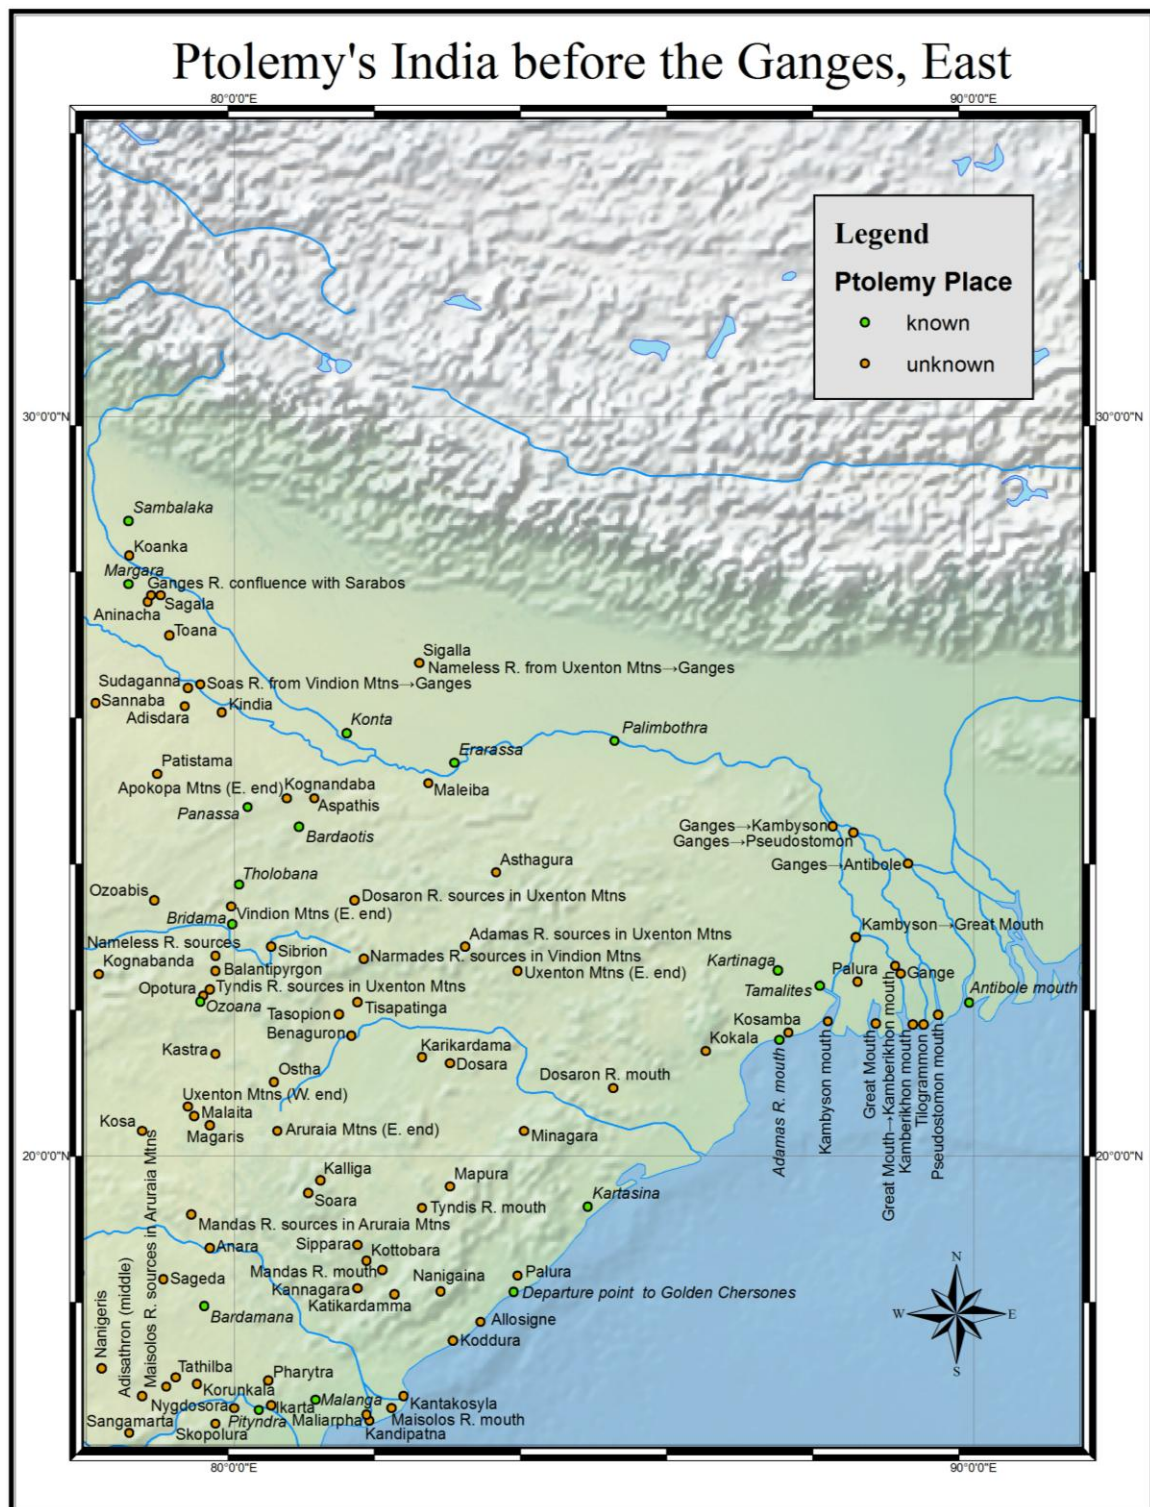 Ptolemy's India before the Ganges, East
80°0'0"E
90°0'0"E
Legend
Ptolemy Place
known
unknown
30°0'0"N
30°0'0"N
Sambalaka
Koanka
Margara
Ganges R. confluence with Sarabos
Sagala
Aninacha
Toana
Sigalla
Nameless R. from Uxenton Mtns→Ganges
Sudaganna
Soas R. from Vindion Mtns→Ganges
Sannaba
Adisdara
Kindia
Konta
Palimbothra
Erarassa
Patistama
Apokopa Mtns (E. end)
Kognandaba
Maleiba
Panassa
Aspathis
Bardaotis
Ganges→Kambyson
Ganges→Pseudostomon
Ganges→Antibole
Asthagura
Tholobana
Ozoabis
Dosaron R. sources in Uxenton Mtns
Vindion Mtns (E. end)
Bridama
Kambyson→Great Mouth
Nameless R. sources
Sibrion
Adamas R. sources in Uxenton Mtns
Narmades R. sources in Vindion Mtns
Kognabanda
Balantipyrgon
Uxenton Mtns (E. end)
Kartinaga
Palura
Gange
Opotura
Tyndis R. sources in Uxenton Mtns
Tamalites
Antibole mouth
Ozoana
Tasopion
Tisapatinga
Benaguron
Kosamba
Kokala
Kastra
Karikardama
Dosara
Ostha
Dosaron R. mouth
Adamas R. mouth
Kambyson mouth
Great Mouth
Great Mouth→Kamberikhon mouth
Kamberikhon mouth
Tilogrammon
Pseudostomon mouth
Uxenton Mtns (W. end)
Malaita
Kosa
Magaris
Aruraia Mtns (E. end)
Minagara
20°0'0"N
20°0'0"N
Kalliga
Mapura
Soara
Tyndis R. mouth
Kartasina
Mandas R. sources in Aruraia Mtns
Anara
Sippara
Kottobara
Mandas R. mouth
Sageda
Kannagara
Nanigaina
Palura
Katikardamma
Departure point to Golden Chersones
Bardamana
Allosigne
Koddura
Nanigeris
Adisathron (middle)
Maisolos R. sources in Aruraia Mtns
Tathilba
Pharytra
Korunkala
Nygdosora
Ikarta
Malanga
Kantakosyla
Sangamarta
Pityndra
Maliarpha
Maisolos R. mouth
Skopolura
Kandipatna
N
W
E
S
80°0'0"E
90°0'0"E